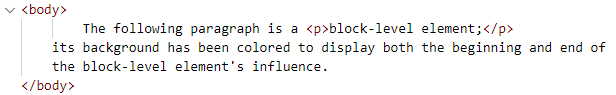 <body>
The following paragraph is a <p>block-level element;</p>
its background has been colored to display both the beginning and end of
the block-level element's influence.
</body>